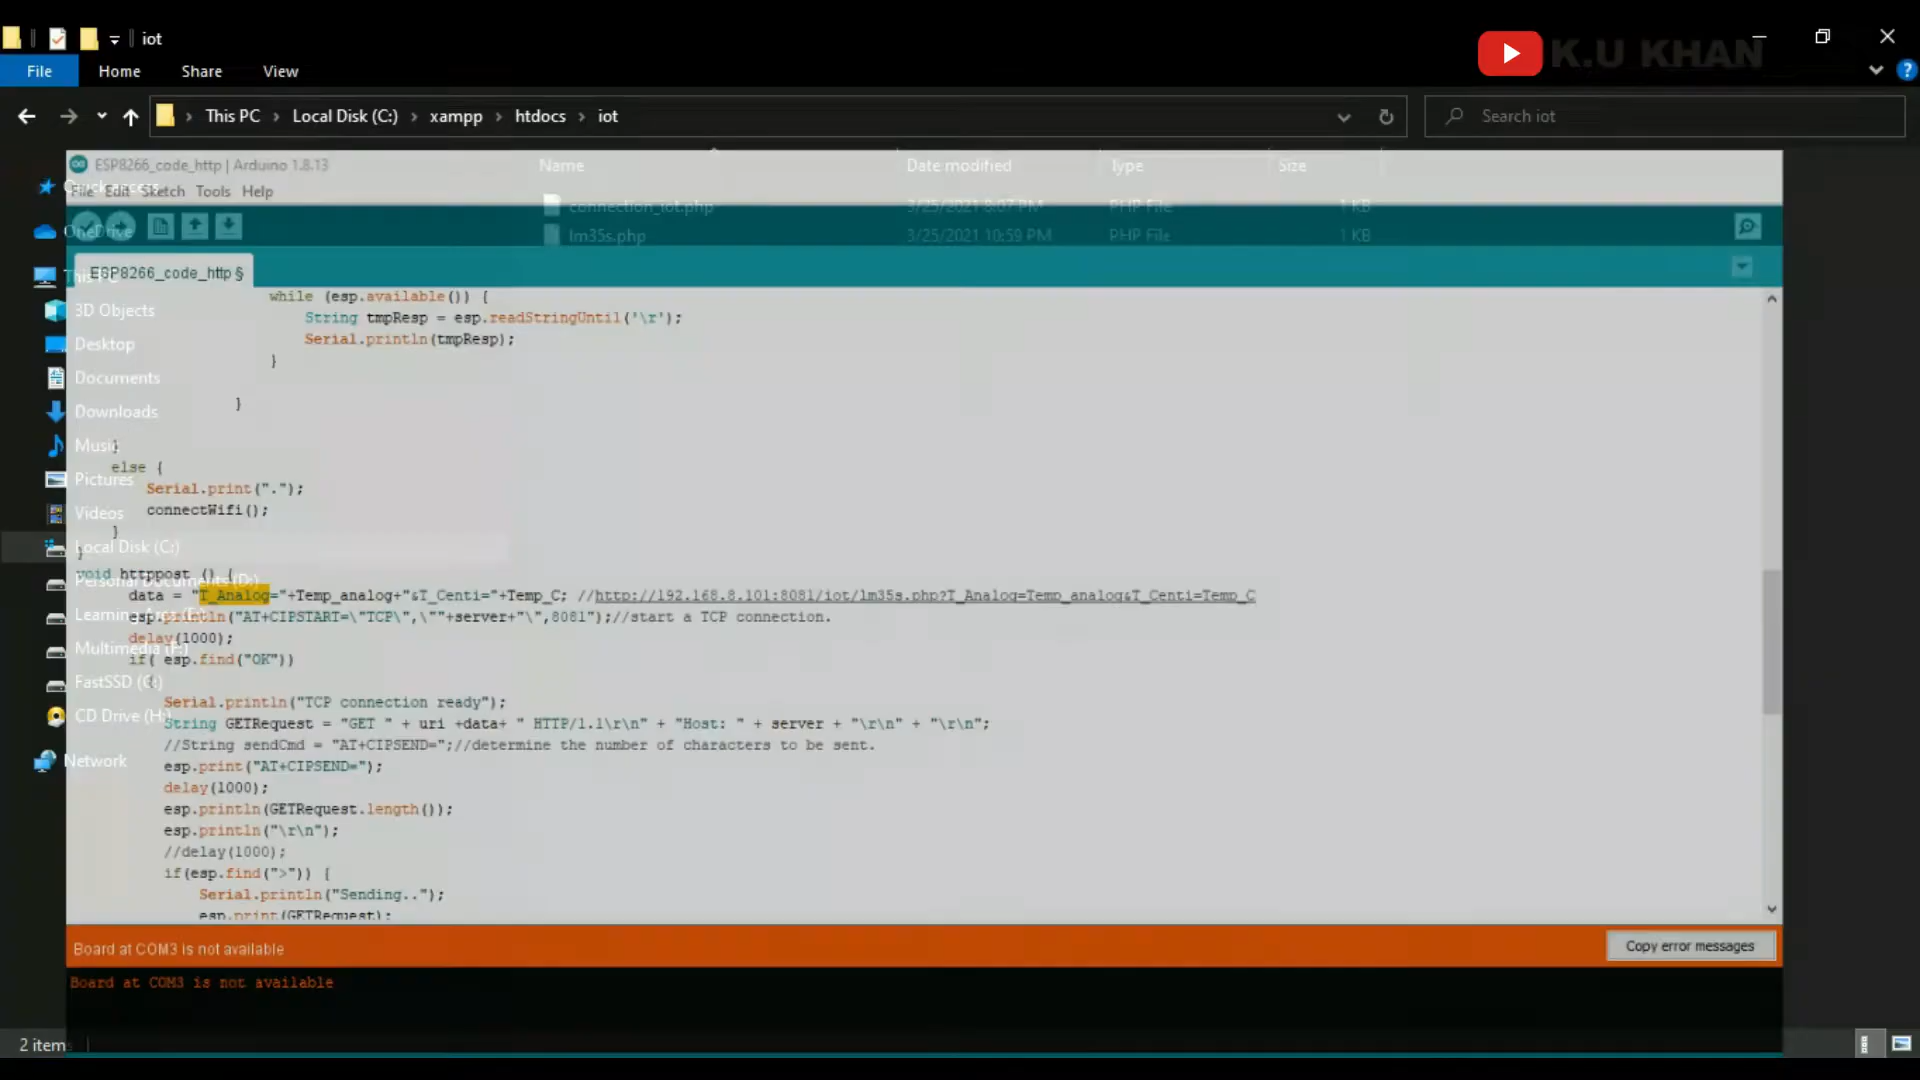 iot
File Home Share View
K.U KHAN
This PC > Local Disk (C:) > xampp > htdocs > iot
Search iot
ESP8266_code_http | Arduino 1.8.13
Name Date modified Type Size
Quick access
File Edit Sketch Tools Help
connection_iot.php 3/25/2021 8:07 PM PHP File 1 KB
OneDrive
lm35s.php 3/25/2021 10:59 PM PHP File 1 KB
This PC
ESP8266_code_http §
while (esp.available()) {
3D Objects
String tmpResp = esp.readStringUntil('\r');
Serial.println(tmpResp);
Desktop
}
Documents
}
Downloads
Music
}
else {
Pictures
Serial.print(".");
connectWifi();
Videos
}
Local Disk (C:)
}
void httppost () {
Personal Documents (D:)
data = "T_Analog="+Temp_analog+"&T_Centi="+Temp_C; //http://192.168.8.101:8081/iot/lm35s.php?T_Analog=Temp_analog&T_Centi=Temp_C
esp.println("AT+CIPSTART=\"TCP\",\""+server+"\",8081");//start a TCP connection.
delay(1000);
Multimedia (F:)
if( esp.find("OK"))
FastSSD (G:)
{
Serial.println("TCP connection ready");
CD Drive (H:)
String GETRequest = "GET " + uri +data+ " HTTP/1.1\r\n" + "Host: " + server + "\r\n" + "\r\n";
//String sendCmd = "AT+CIPSEND=";//determine the number of characters to be sent.
Network
esp.print("AT+CIPSEND=");
delay(1000);
esp.println(GETRequest.length());
esp.println("\r\n");
//delay(1000);
if(esp.find(">")) {
Serial.println("Sending..");
esp.print(GETRequest);
Board at COM3 is not available
Copy error messages
Board at COM3 is not available
2 items